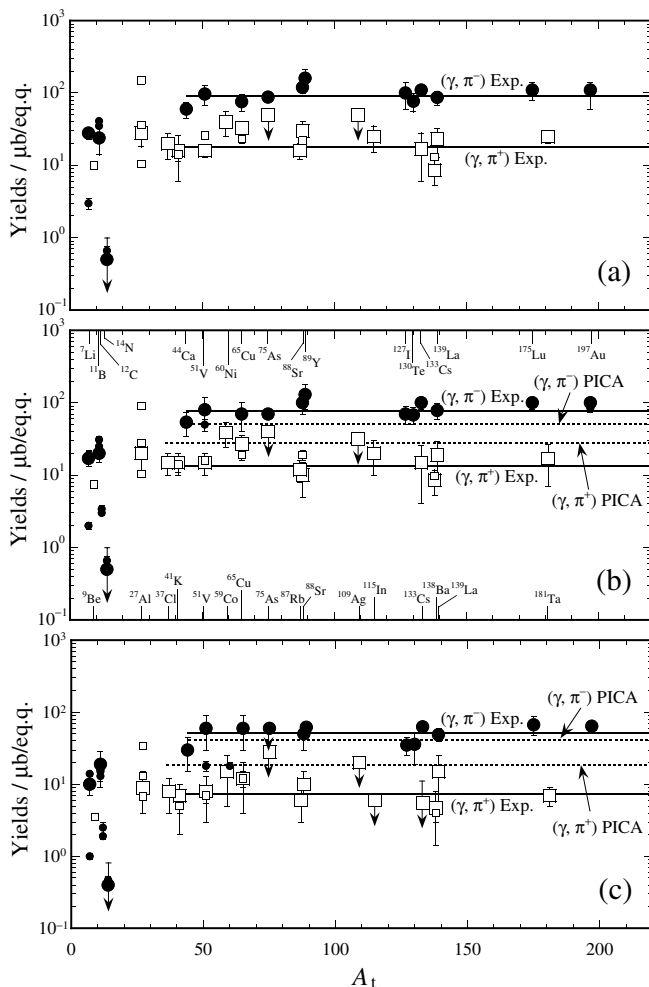 10³
(γ, π⁻) Exp.
10²
Yields / μb/eq.q.
10¹
(γ, π⁺) Exp.
10⁰
(a)
10⁻¹
⁷Li
¹¹B
¹²C
¹⁴N
⁴⁴Ca
⁵¹V
⁶⁰Ni
⁶⁵Cu
⁷⁵As
⁸⁸Sr
⁸⁹Y
¹²⁷I
¹³⁰Te
¹³³Cs
¹³⁹La
¹⁷⁵Lu
¹⁹⁷Au
10³
(γ, π⁻) PICA
(γ, π⁻) Exp.
10²
Yields / μb/eq.q.
10¹
(γ, π⁺) Exp.
(γ, π⁺) PICA
10⁰
(b)
10⁻¹
⁹Be
²⁷Al
³⁷Cl
⁴¹K
⁵¹V
⁵⁹Co
⁶⁵Cu
⁷⁵As
⁸⁷Rb
⁸⁸Sr
¹⁰⁹Ag
¹¹⁵In
¹³³Cs
¹³⁸Ba
¹³⁹La
¹⁸¹Ta
10³
(γ, π⁻) PICA
(γ, π⁻) Exp.
10²
Yields / μb/eq.q.
10¹
(γ, π⁺) Exp.
(γ, π⁺) PICA
10⁰
(c)
10⁻¹
0 50 100 150 200
A t